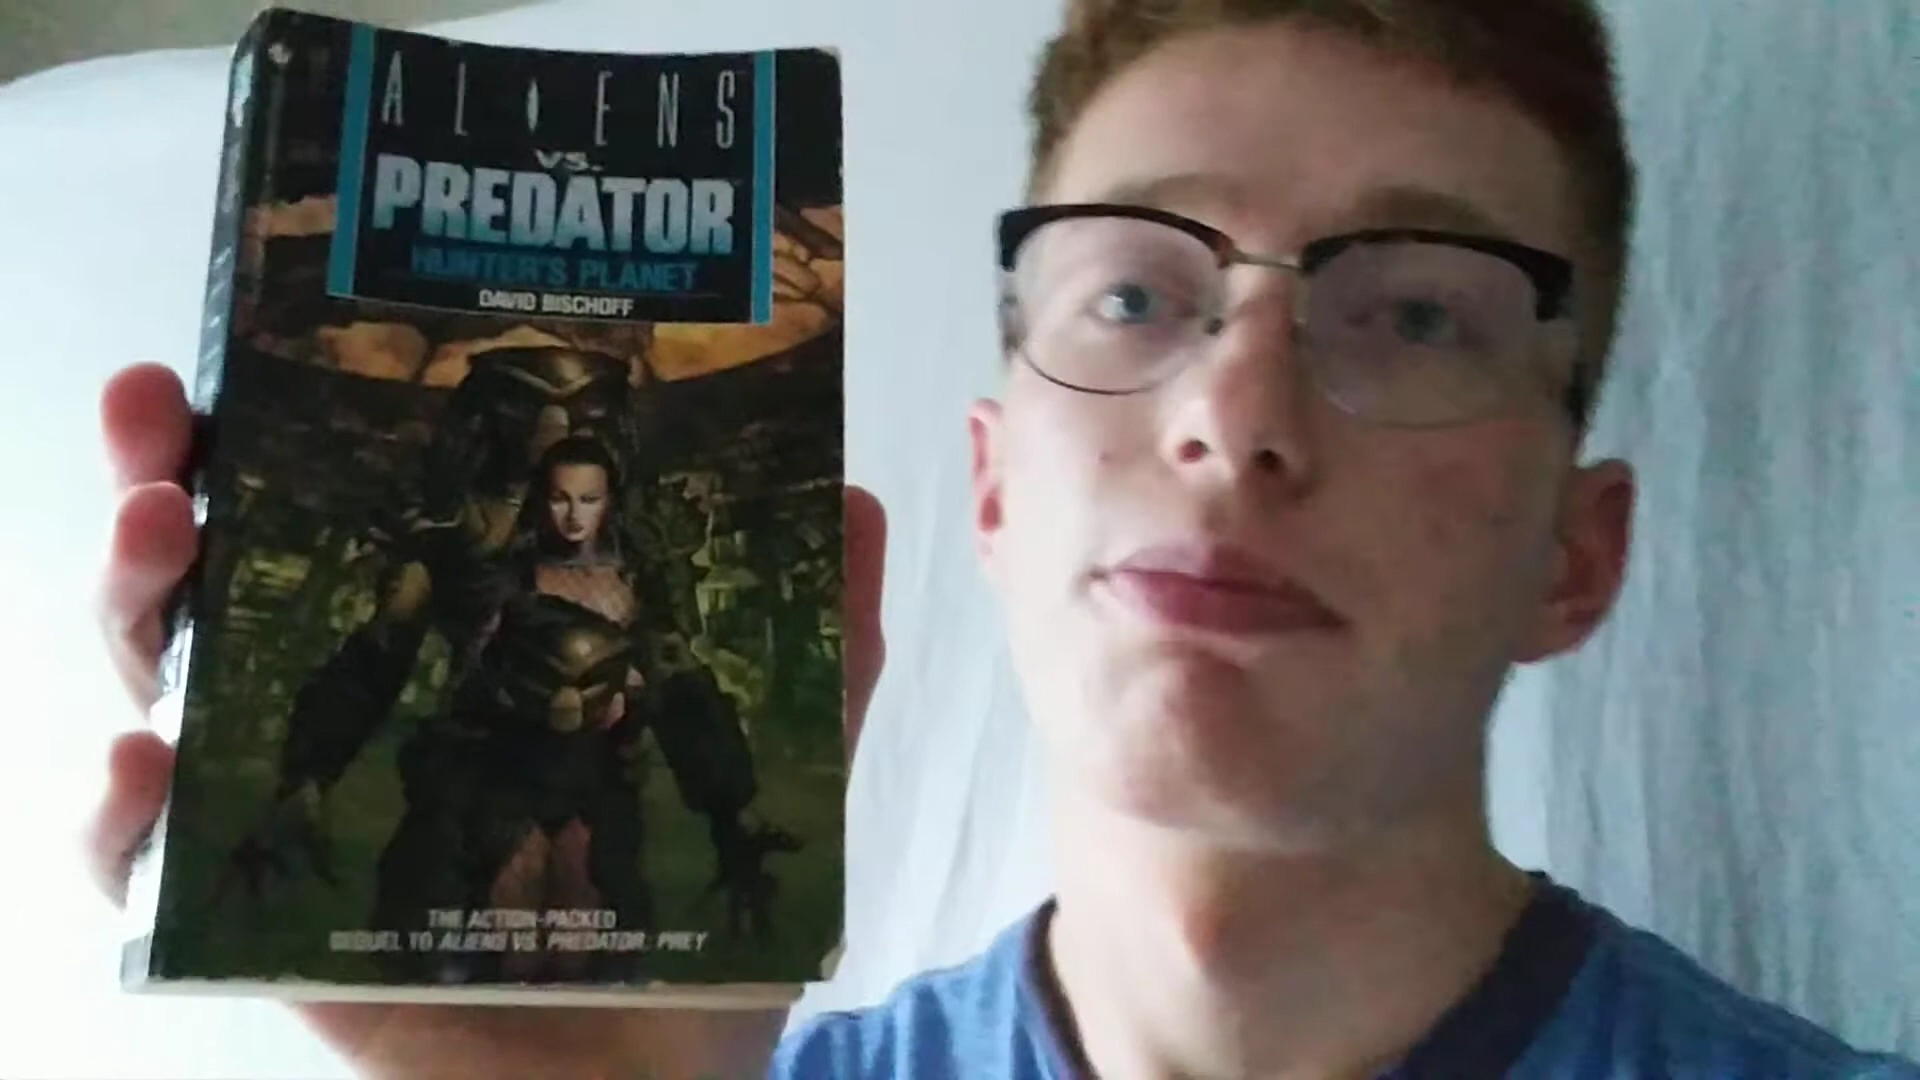 ALIENS
VS.
PREDATOR
HUNTER'S PLANET
DAVID BISCHOFF
THE ACTION-PACKED
SEQUEL TO ALIENS VS. PREDATOR: PREY